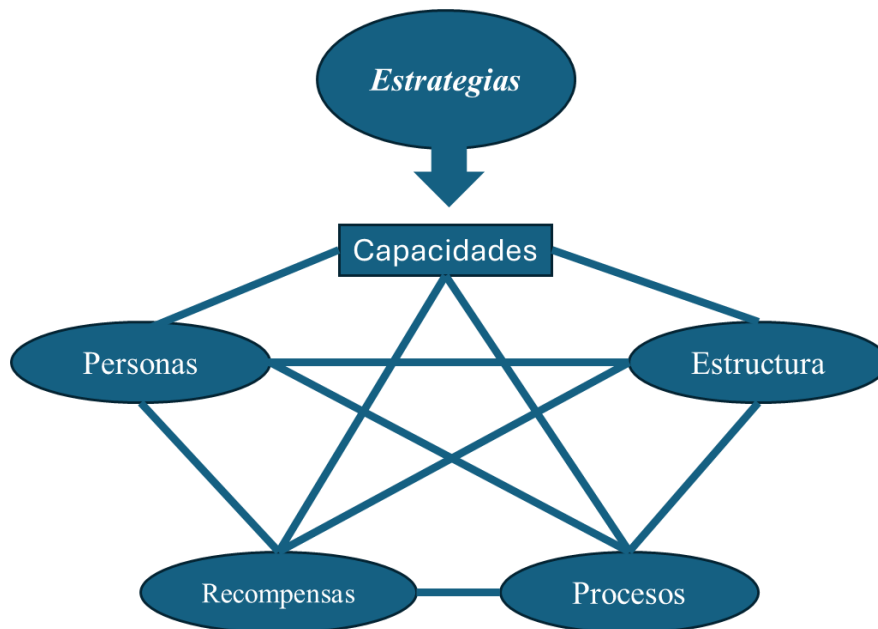 Estrategias
Capacidades
Personas
Estructura
Recompensas
Procesos